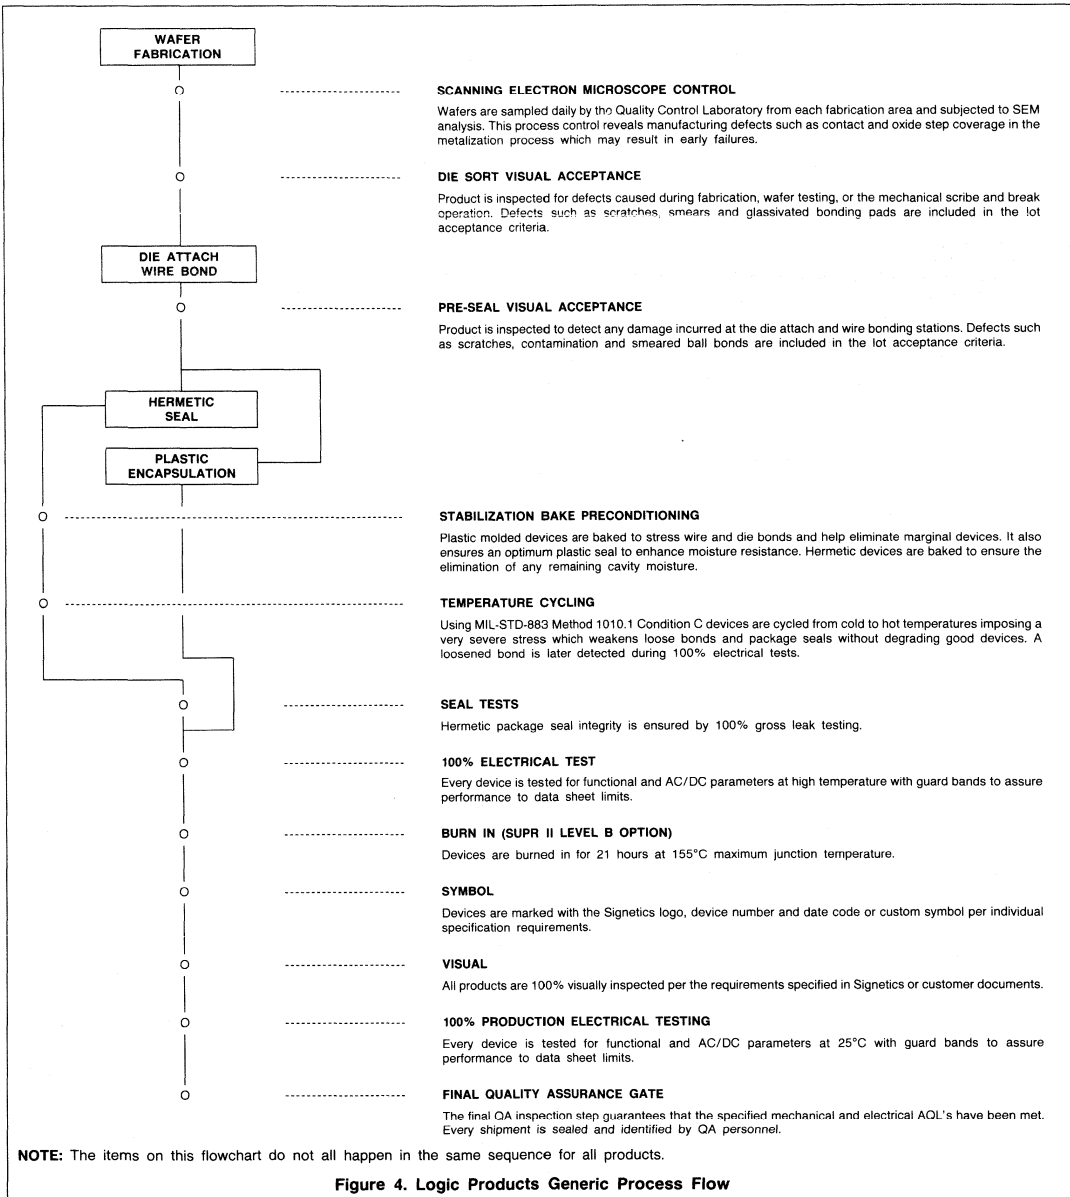 WAFER
FABRICATION
SCANNING ELECTRON MICROSCOPE CONTROL
Wafers are sampled daily by the Quality Control Laboratory from each fabrication area and subjected to SEM
analysis. This process control reveals manufacturing defects such as contact and oxide step coverage in the
metalization process which may result in early failures.
DIE SORT VISUAL ACCEPTANCE
Product is inspected for defects caused during fabrication, wafer testing, or the mechanical scribe and break
operation. Defects such as scratches, smears and glassivated bonding pads are included in the lot
acceptance criteria.
DIE ATTACH
WIRE BOND
PRE-SEAL VISUAL ACCEPTANCE
Product is inspected to detect any damage incurred at the die attach and wire bonding stations. Defects such
as scratches, contamination and smeared ball bonds are included in the lot acceptance criteria.
HERMETIC
SEAL
PLASTIC
ENCAPSULATION
STABILIZATION BAKE PRECONDITIONING
Plastic molded devices are baked to stress wire and die bonds and help eliminate marginal devices. It also
ensures an optimum plastic seal to enhance moisture resistance. Hermetic devices are baked to ensure the
elimination of any remaining cavity moisture.
TEMPERATURE CYCLING
Using MIL-STD-883 Method 1010.1 Condition C devices are cycled from cold to hot temperatures imposing a
very severe stress which weakens loose bonds and package seals without degrading good devices. A
loosened bond is later detected during 100% electrical tests.
SEAL TESTS
Hermetic package seal integrity is ensured by 100% gross leak testing.
100% ELECTRICAL TEST
Every device is tested for functional and AC/DC parameters at high temperature with guard bands to assure
performance to data sheet limits.
BURN IN (SUPR II LEVEL B OPTION)
Devices are burned in for 21 hours at 155°C maximum junction temperature.
SYMBOL
Devices are marked with the Signetics logo, device number and date code or custom symbol per individual
specification requirements.
VISUAL
All products are 100% visually inspected per the requirements specified in Signetics or customer documents.
100% PRODUCTION ELECTRICAL TESTING
Every device is tested for functional and AC/DC parameters at 25°C with guard bands to assure
performance to data sheet limits.
FINAL QUALITY ASSURANCE GATE
The final QA inspection step guarantees that the specified mechanical and electrical AQL's have been met.
Every shipment is sealed and identified by QA personnel.
NOTE: The items on this flowchart do not all happen in the same sequence for all products.
Figure 4. Logic Products Generic Process Flow